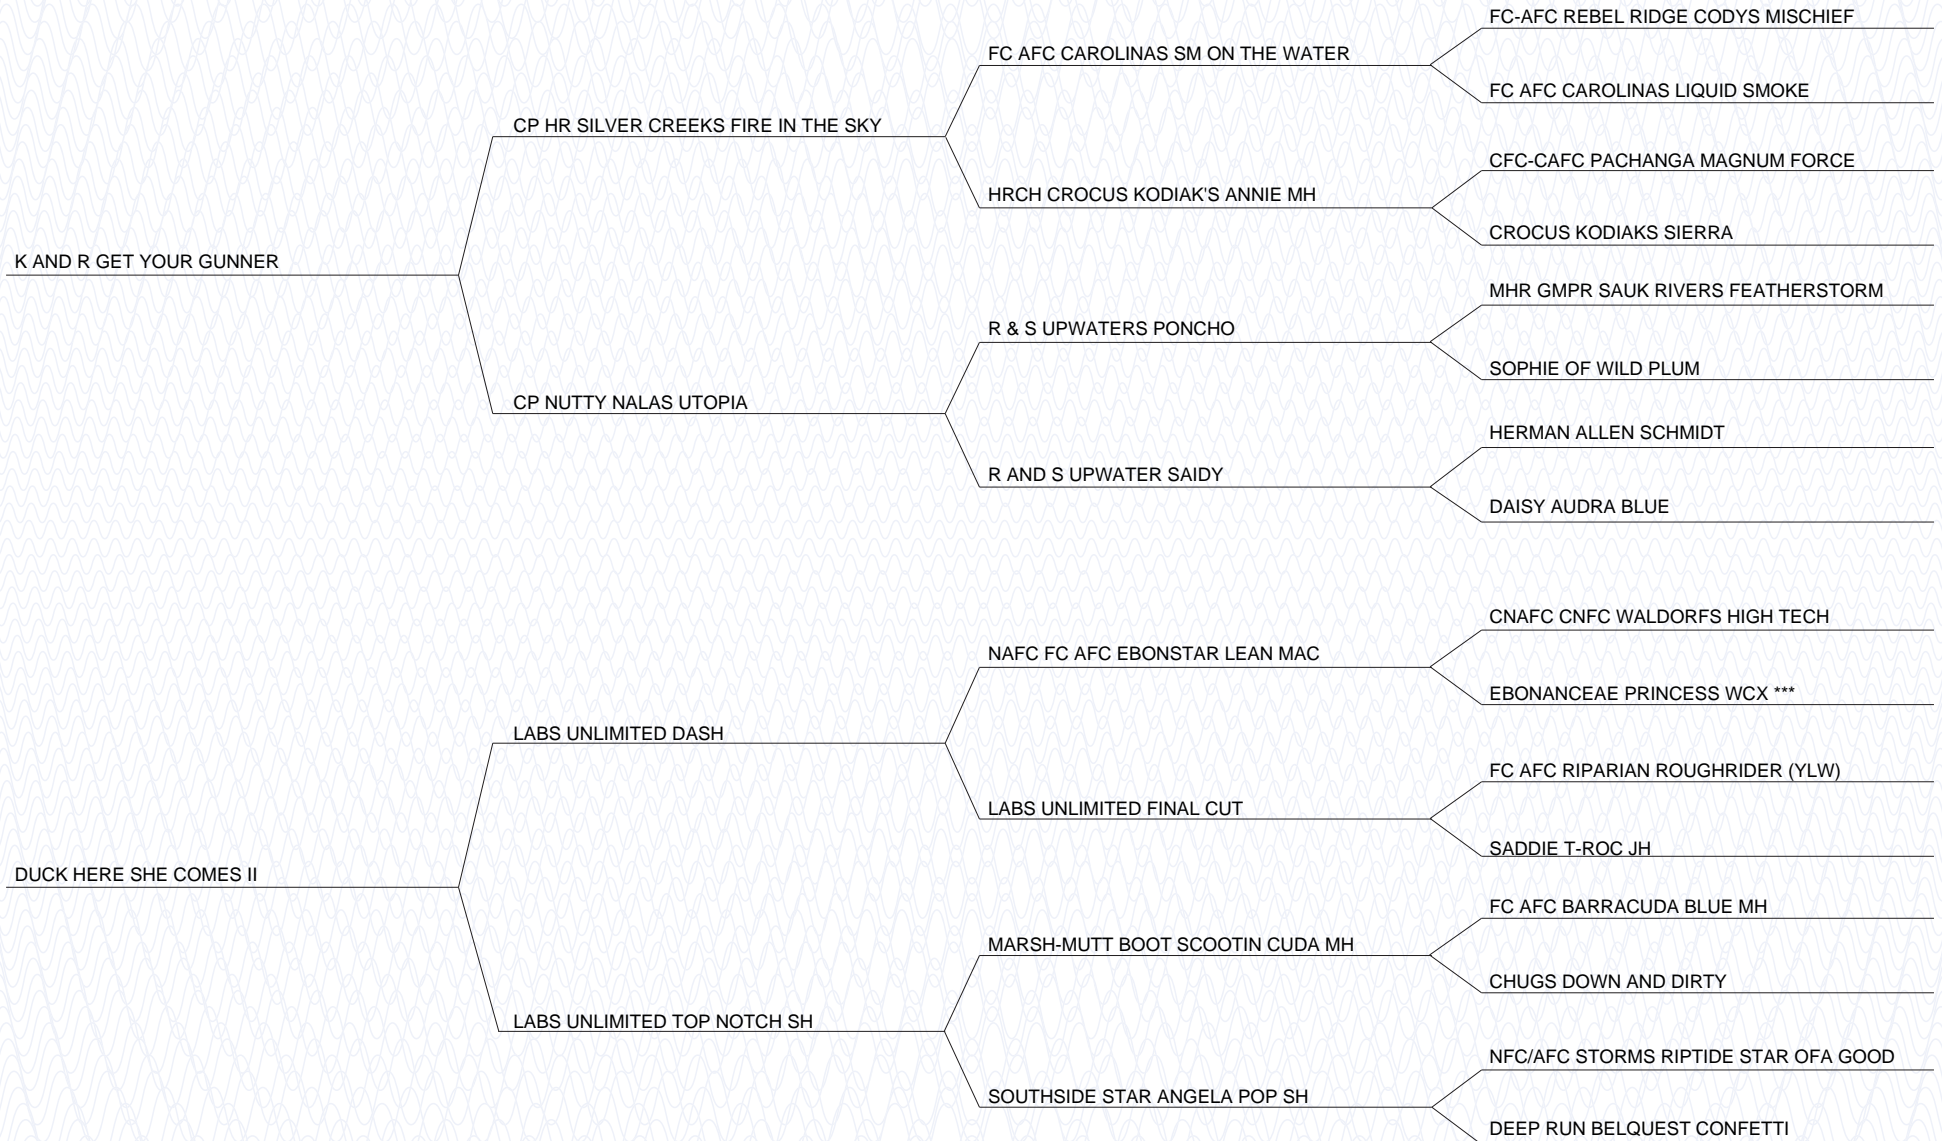 FC-AFC REBEL RIDGE CODYS MISCHIEF
FC AFC CAROLINAS SM ON THE WATER
FC AFC CAROLINAS LIQUID SMOKE
CP HR SILVER CREEKS FIRE IN THE SKY
CFC-CAFC PACHANGA MAGNUM FORCE
HRCH CROCUS KODIAK'S ANNIE MH
CROCUS KODIAKS SIERRA
K AND R GET YOUR GUNNER
MHR GMPR SAUK RIVERS FEATHERSTORM
R & S UPWATERS PONCHO
SOPHIE OF WILD PLUM
CP NUTTY NALAS UTOPIA
HERMAN ALLEN SCHMIDT
R AND S UPWATER SAIDY
DAISY AUDRA BLUE
CNAFC CNFC WALDORFS HIGH TECH
NAFC FC AFC EBONSTAR LEAN MAC
EBONANCEAE PRINCESS WCX ***
LABS UNLIMITED DASH
FC AFC RIPARIAN ROUGHRIDER (YLW)
LABS UNLIMITED FINAL CUT
SADDIE T-ROC JH
DUCK HERE SHE COMES II
FC AFC BARRACUDA BLUE MH
MARSH-MUTT BOOT SCOOTIN CUDA MH
CHUGS DOWN AND DIRTY
LABS UNLIMITED TOP NOTCH SH
NFC/AFC STORMS RIPTIDE STAR OFA GOOD
SOUTHSIDE STAR ANGELA POP SH
DEEP RUN BELQUEST CONFETTI